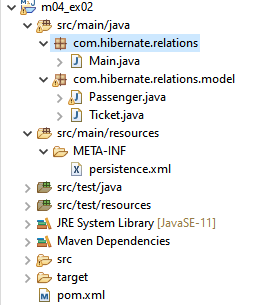 m04_ex02
src/main/java
com.hibernate.relations
Main.java
com.hibernate.relations.model
Passenger.java
Ticket.java
src/main/resources
META-INF
persistence.xml
src/test/java
src/test/resources
JRE System Library [JavaSE-11]
Maven Dependencies
src
target
pom.xml